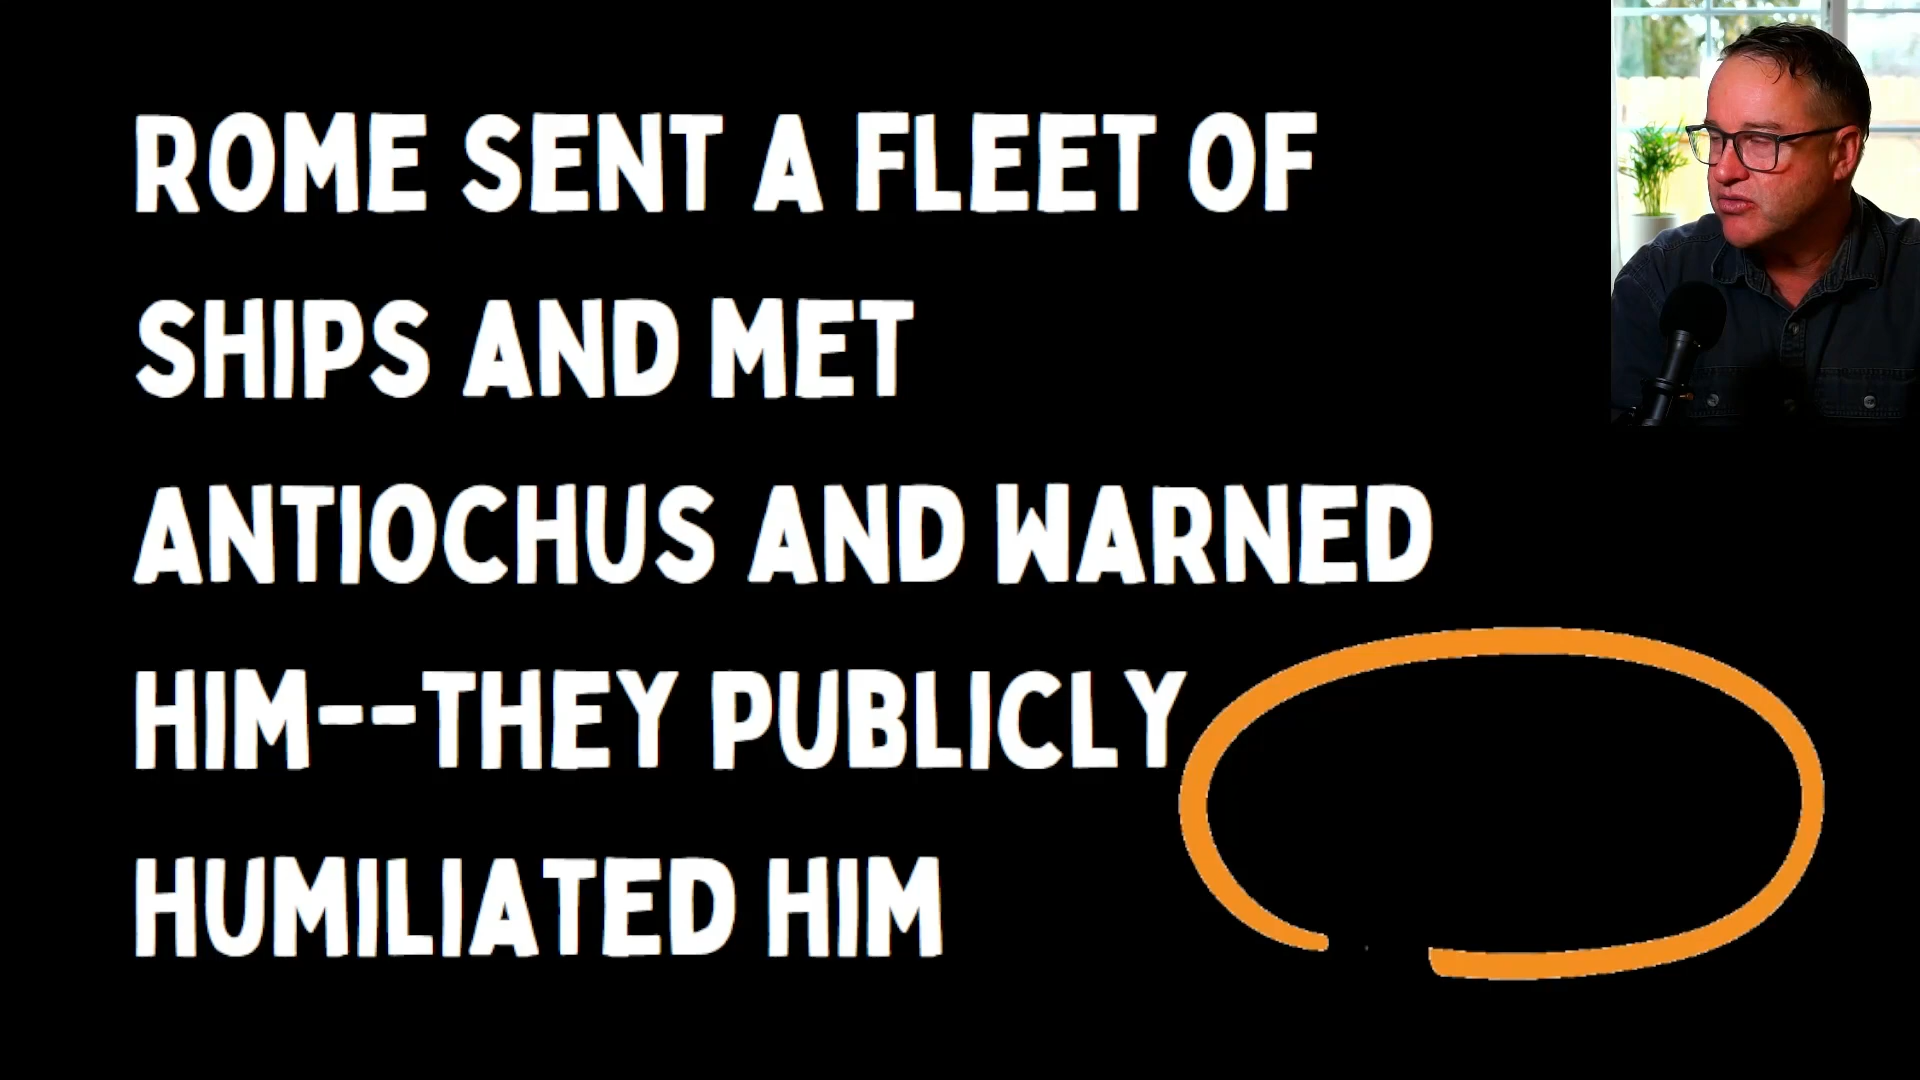 ROME SENT A FLEET OF
SHIPS AND MET
ANTIOCHUS AND WARNED
HIM--THEY PUBLICLY
HUMILIATED HIM